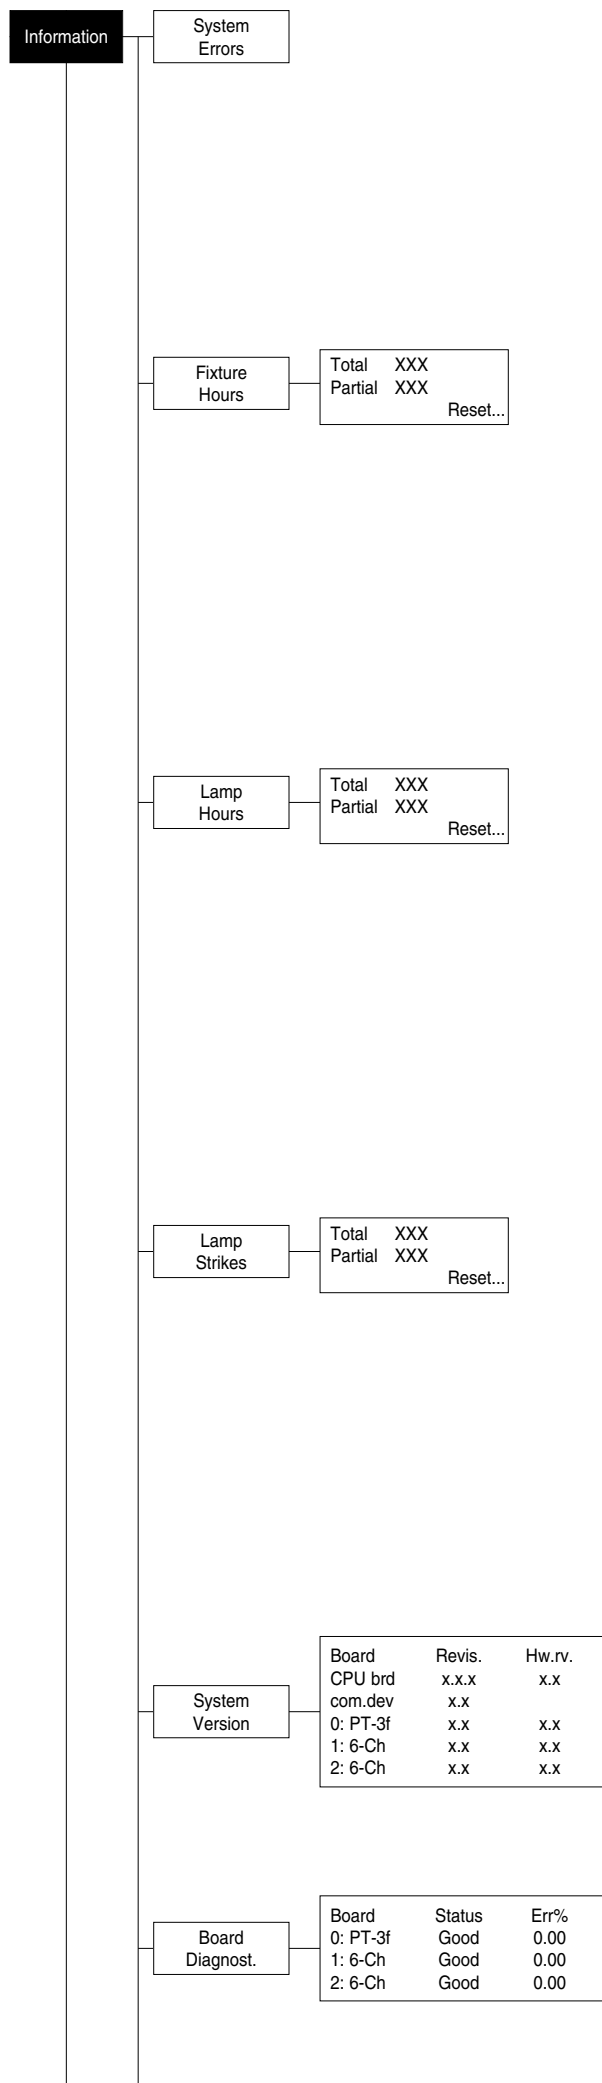 Information
System
Errors
Fixture
Hours
Total XXX
Partial XXX
Reset...
Lamp
Hours
Total XXX
Partial XXX
Reset...
Lamp
Strikes
Total XXX
Partial XXX
Reset...
System
Version
Board Revis. Hw.rv.
CPU brd x.x.x x.x
com.dev x.x
0: PT-3f x.x x.x
1: 6-Ch x.x x.x
2: 6-Ch x.x x.x
Board
Diagnost.
Board Status Err%
0: PT-3f Good 0.00
1: 6-Ch Good 0.00
2: 6-Ch Good 0.00